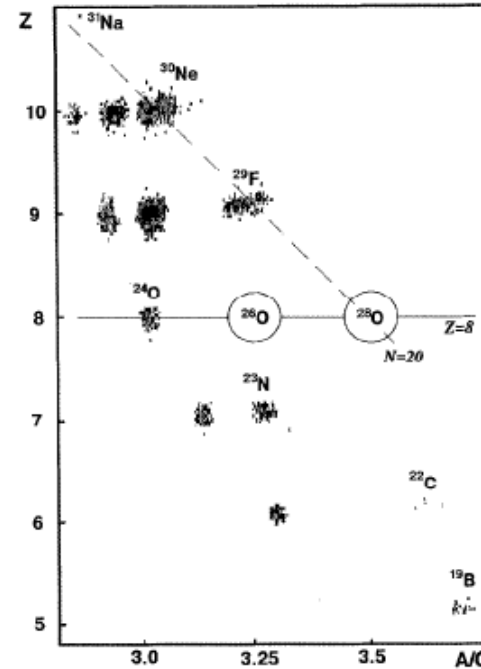 Z
³¹Na
³⁰Ne
10
²⁹F
9
²⁴O
8
²⁶O
²⁸O
Z=8
N=20
²³N
7
²²C
6
¹⁹B
5
3.0 3.25 3.5 A/